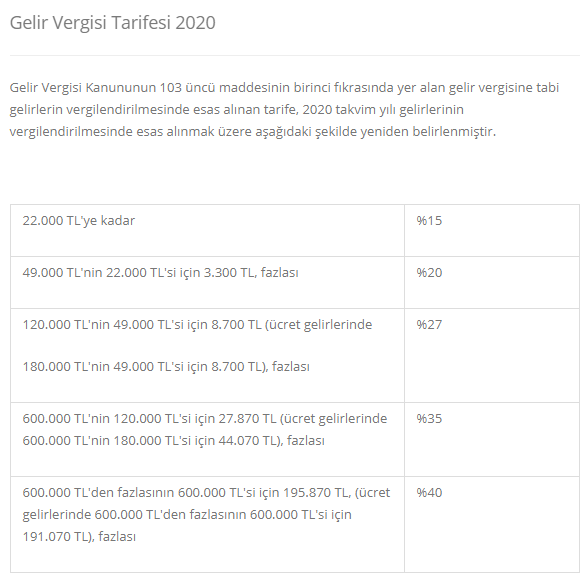 Gelir Vergisi Tarifesi 2020
Gelir Vergisi Kanununun 103 üncü maddesinin birinci fıkrasında yer alan gelir vergisine tabi
gelirlerin vergilendirilmesinde esas alınan tarife, 2020 takvim yılı gelirlerinin
vergilendirilmesinde esas alınmak üzere aşağıdaki şekilde yeniden belirlenmiştir.
22.000 TL'ye kadar %15
49.000 TL'nin 22.000 TL'si için 3.300 TL, fazlası %20
120.000 TL'nin 49.000 TL'si için 8.700 TL (ücret gelirlerinde %27
180.000 TL'nin 49.000 TL'si için 8.700 TL), fazlası
600.000 TL'nin 120.000 TL'si için 27.870 TL (ücret gelirlerinde %35
600.000 TL'nin 180.000 TL'si için 44.070 TL), fazlası
600.000 TL'den fazlasının 600.000 TL'si için 195.870 TL, (ücret %40
gelirlerinde 600.000 TL'den fazlasının 600.000 TL'si için
191.070 TL), fazlası